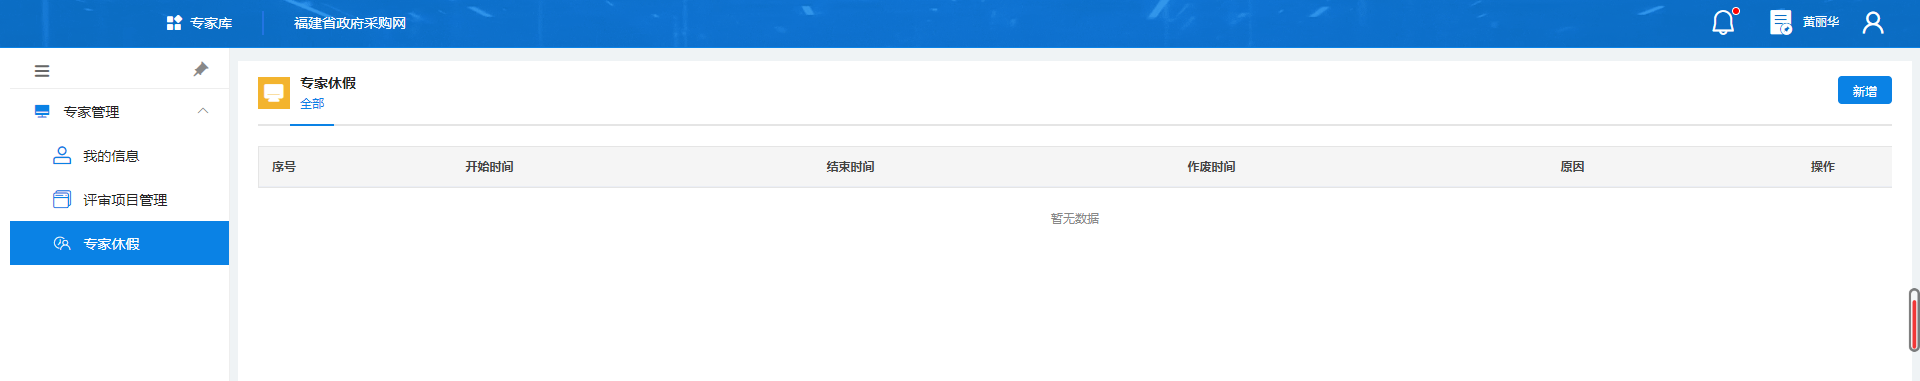 专家库 福建省政府采购网 黄丽华
专家管理
我的信息
评审项目管理
专家休假
专家休假
全部
新增
序号 开始时间 结束时间 作废时间 原因 操作
暂无数据